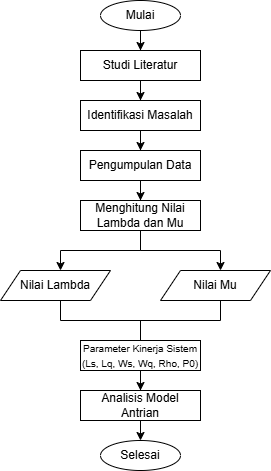 Mulai
Studi Literatur
Identifikasi Masalah
Pengumpulan Data
Menghitung Nilai
Lambda dan Mu
Nilai Lambda
Nilai Mu
Parameter Kinerja Sistem
(Ls, Lq, Ws, Wq, Rho, P0)
Analisis Model
Antrian
Selesai